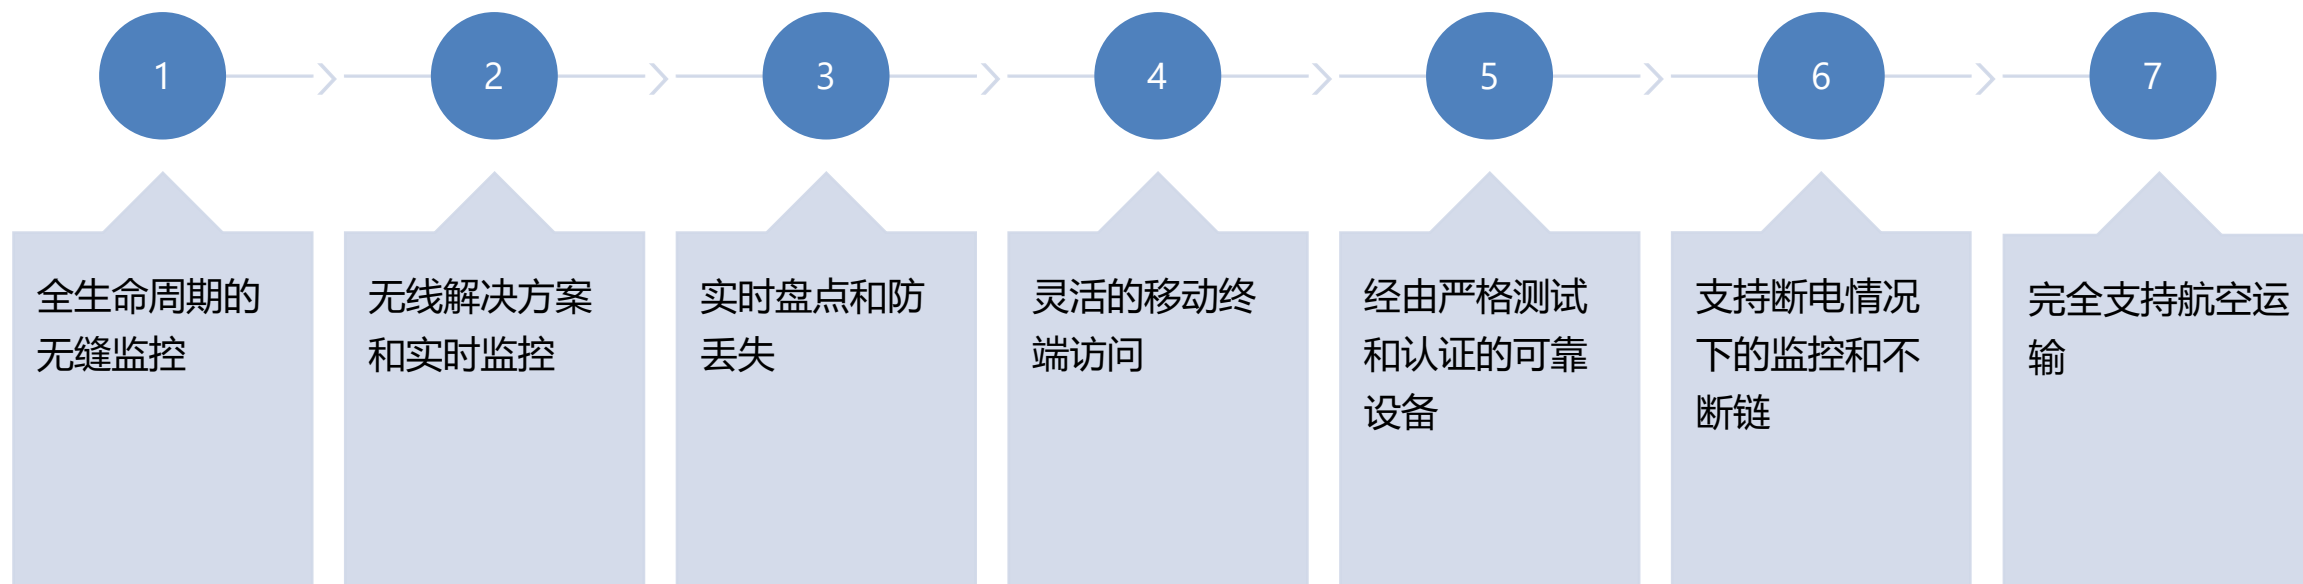 1
2
3
4
5
6
7
全生命周期的
无缝监控
无线解决方案
和实时监控
实时盘点和防
丢失
灵活的移动终
端访问
经由严格测试
和认证的可靠
设备
支持断电情况
下的监控和不
断链
完全支持航空运
输